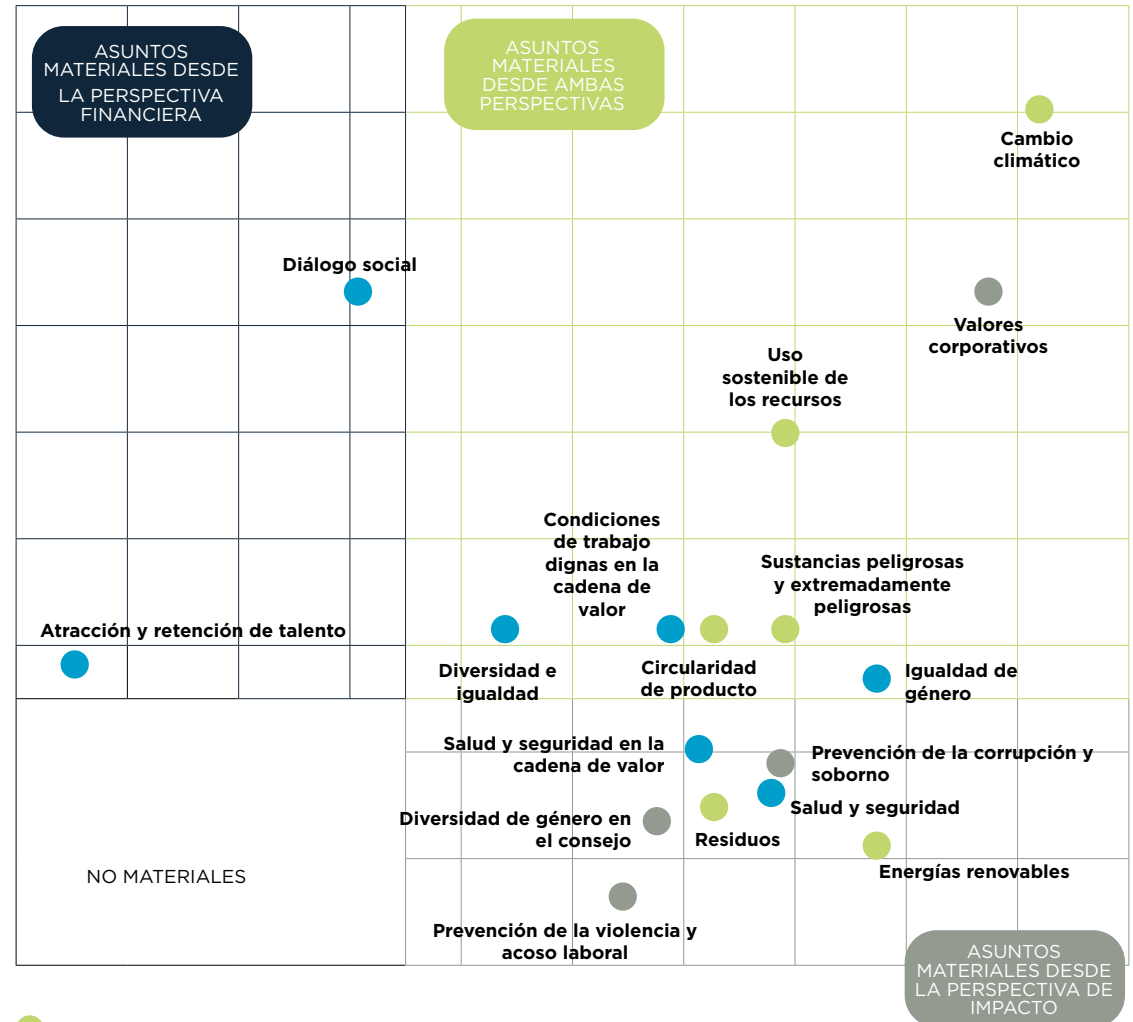 ASUNTOS
MATERIALES DESDE
LA PERSPECTIVA
FINANCIERA
ASUNTOS
MATERIALES
DESDE AMBAS
PERSPECTIVAS
Cambio
climático
Diálogo social
Valores
corporativos
Uso
sostenible de
los recursos
Condiciones
de trabajo
dignas en la
cadena de
valor
Sustancias peligrosas
y extremadamente
peligrosas
Atracción y retención de talento
Diversidad e
igualdad
Circularidad
de producto
Igualdad de
género
Salud y seguridad en la
cadena de valor
Prevención de la corrupción y
soborno
Salud y seguridad
Diversidad de género en
el consejo
Residuos
Energías renovables
NO MATERIALES
Prevención de la violencia y
acoso laboral
ASUNTOS
MATERIALES DESDE
LA PERSPECTIVA DE
IMPACTO